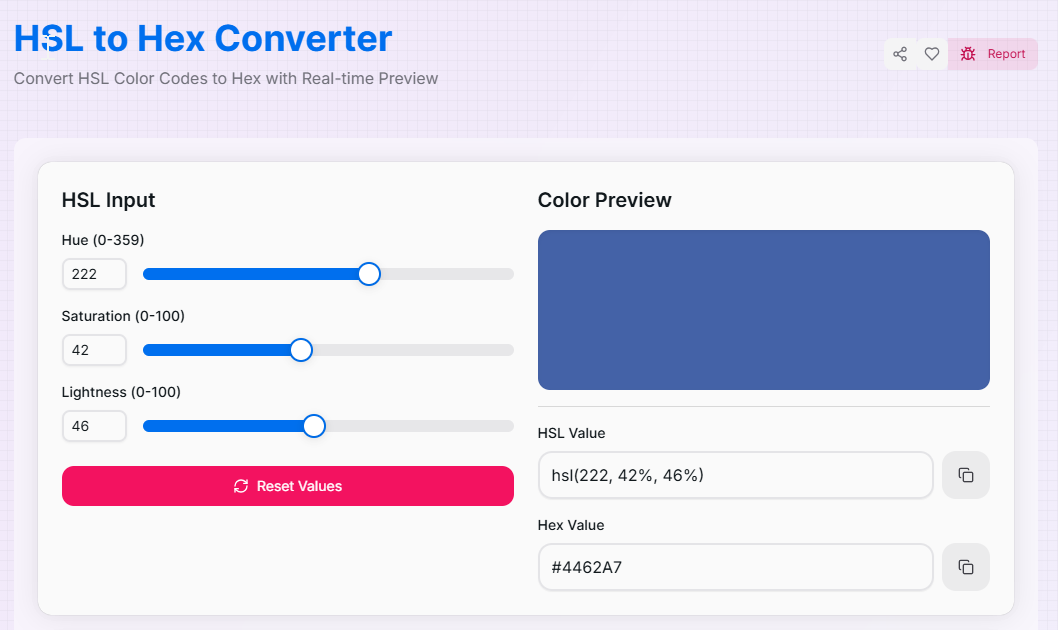 HSL to Hex Converter
Convert HSL Color Codes to Hex with Real-time Preview
Report
HSL Input
Hue (0-359)
222
Saturation (0-100)
42
Lightness (0-100)
46
Reset Values
Color Preview
HSL Value
hsl(222, 42%, 46%)
Hex Value
#4462A7